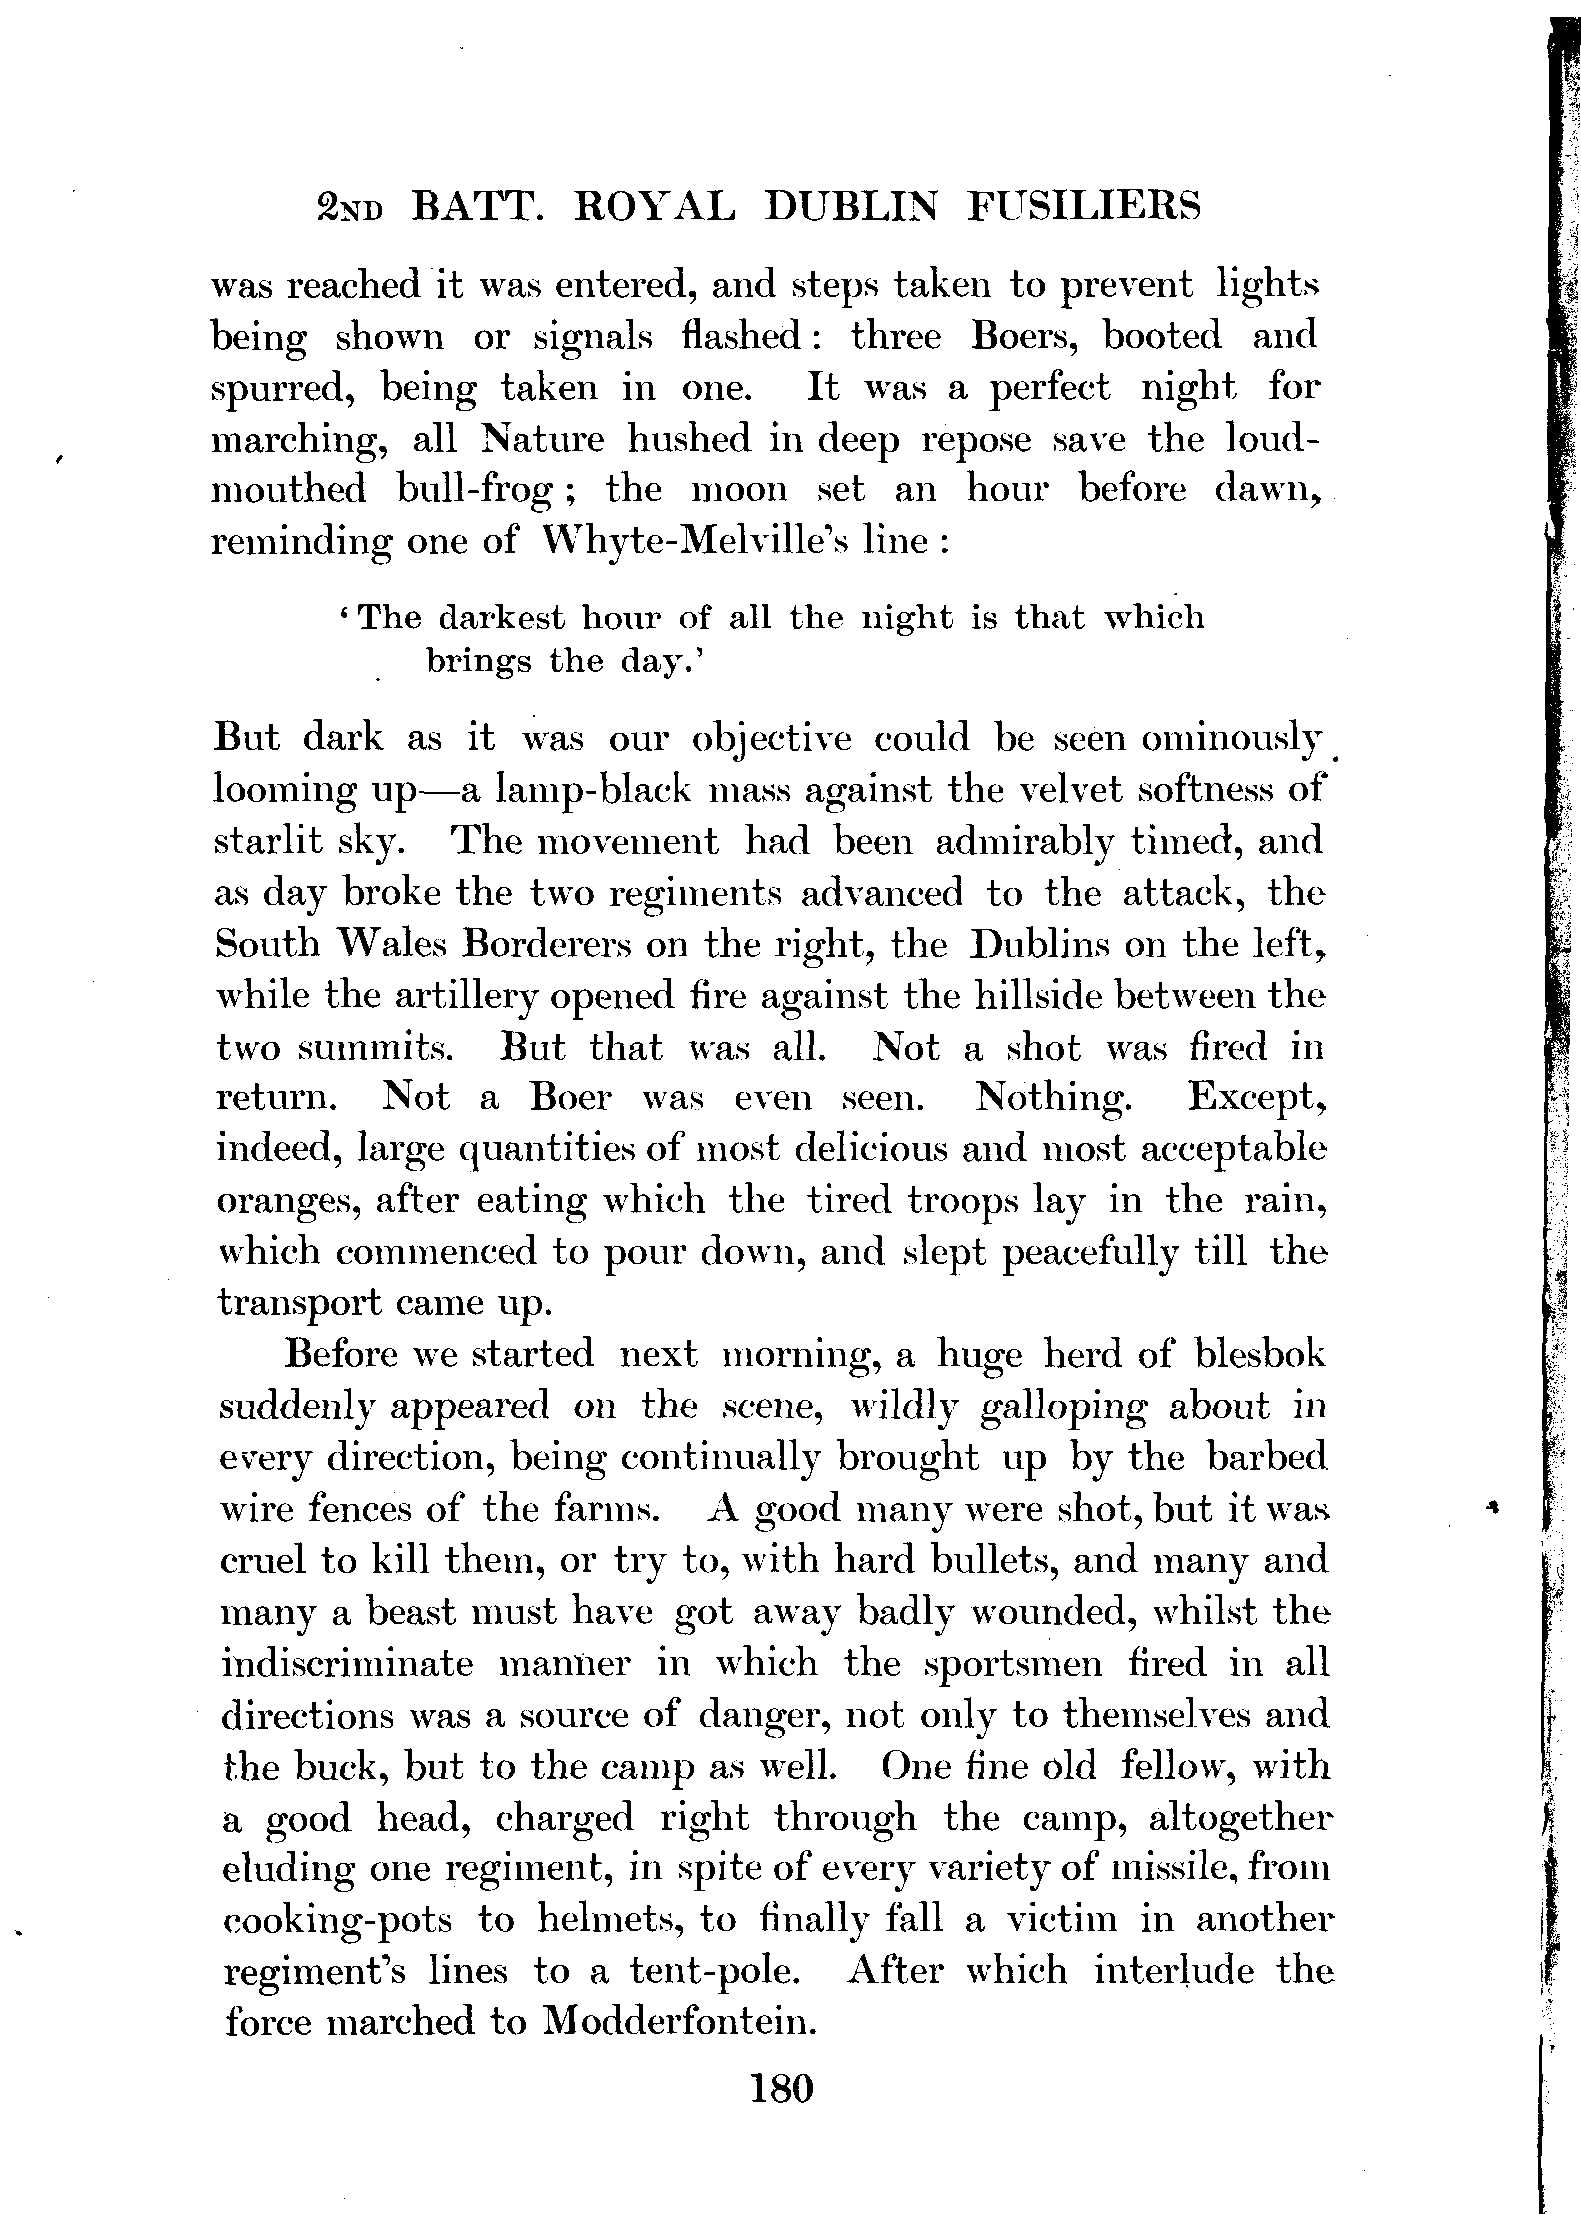 2ND BATT. ROYAL DUBLIN FUSILIERS
was reached it was entered, and steps taken to prevent lights
being shown or signals flashed : three Boers, booted and
spurred, being taken in one. It was a perfect night for
marching, all Nature hushed in deep repose save the loud-
mouthed bull-frog ; the moon set an hour before dawn,
reminding one of Whyte-Melville's line :
‘ The darkest hour of all the night is that which
brings the day.’
But dark as it was our objective could be seen ominously
looming up—a lamp-black mass against the velvet softness of
starlit sky. The movement had been admirably timed, and
as day broke the two regiments advanced to the attack, the
South Wales Borderers on the right, the Dublins on the left,
while the artillery opened fire against the hillside between the
two summits. But that was all. Not a shot was fired in
return. Not a Boer was even seen. Nothing. Except,
indeed, large quantities of most delicious and most acceptable
oranges, after eating which the tired troops lay in the rain,
which commenced to pour down, and slept peacefully till the
transport came up.
Before we started next morning, a huge herd of blesbok
suddenly appeared on the scene, wildly galloping about in
every direction, being continually brought up by the barbed
wire fences of the farms. A good many were shot, but it was
cruel to kill them, or try to, with hard bullets, and many and
many a beast must have got away badly wounded, whilst the
indiscriminate manner in which the sportsmen fired in all
directions was a source of danger, not only to themselves and
the buck, but to the camp as well. One fine old fellow, with
a good head, charged right through the camp, altogether
eluding one regiment, in spite of every variety of missile, from
cooking-pots to helmets, to finally fall a victim in another
regiment's lines to a tent-pole. After which interlude the
force marched to Modderfontein.
180